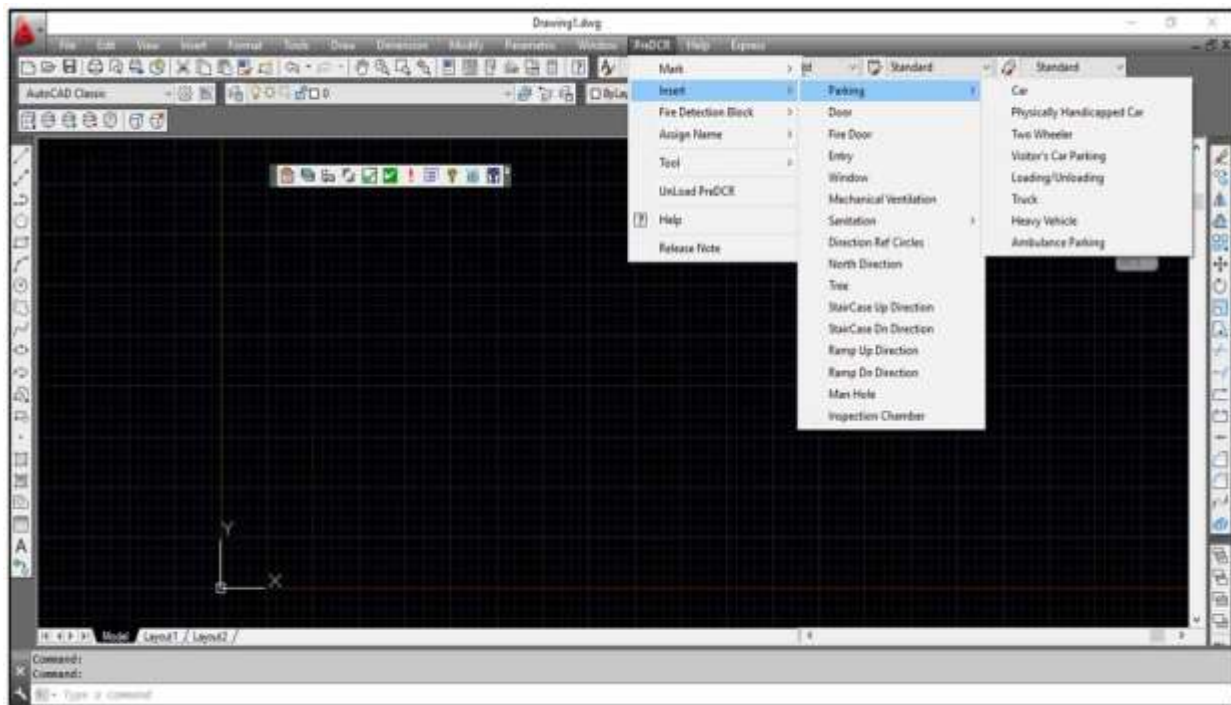 Drawing1.dwg
File Edit View Insert Format Tools Draw Dimension Modify Parametric Window PreDCR Help Express
Standard Standard
AutoCAD Classic
0
ByLay
Mark
Insert
Fire Detection Block
Assign Name
Tool
UnLoad PreDCR
Help
Release Note
Parking
Door
Fire Door
Entry
Window
Mechanical Ventilation
Sanitation
Direction Ref Circles
North Direction
Tree
StairCase Up Direction
StairCase Dn Direction
Ramp Up Direction
Ramp Dn Direction
Man Hole
Inspection Chamber
Car
Physically Handicapped Car
Two Wheeler
Visitor's Car Parking
Loading/Unloading
Truck
Heavy Vehicle
Ambulance Parking
Y
X
Model Layout1 Layout2
Command:
Command:
Type a command